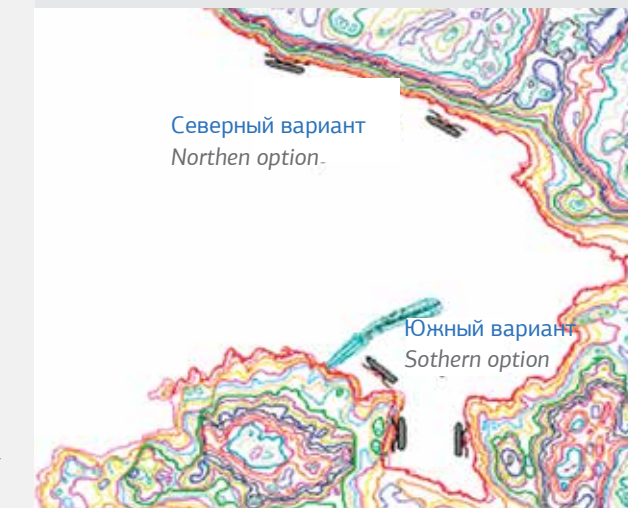 Северный вариант
Northen option
Южный вариант
Sothern option